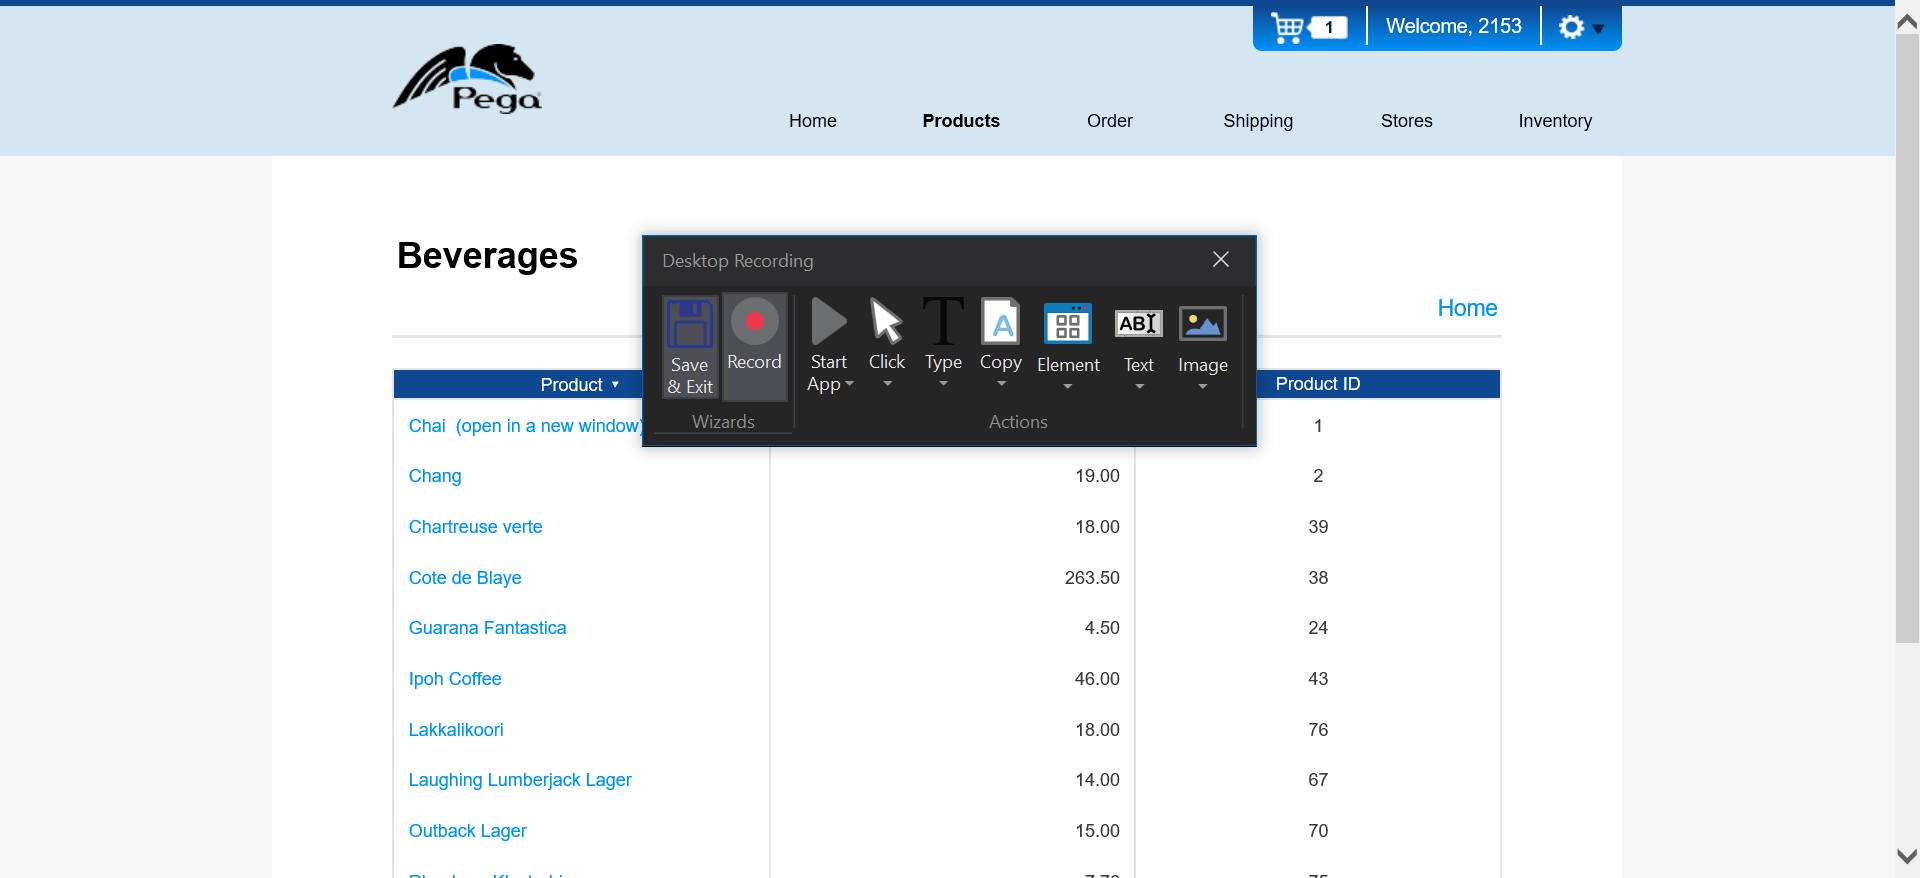 1
Welcome, 2153
Pega
Home Products Order Shipping Stores Inventory
Beverages
Desktop Recording
Home
Save & Exit
Record
Start App
Click
Type
Copy
Element
ABI
Text
Image
Wizards
Actions
Product Product ID
Chai (open in a new window) 1
Chang 19.00 2
Chartreuse verte 18.00 39
Cote de Blaye 263.50 38
Guarana Fantastica 4.50 24
Ipoh Coffee 46.00 43
Lakkalikoori 18.00 76
Laughing Lumberjack Lager 14.00 67
Outback Lager 15.00 70